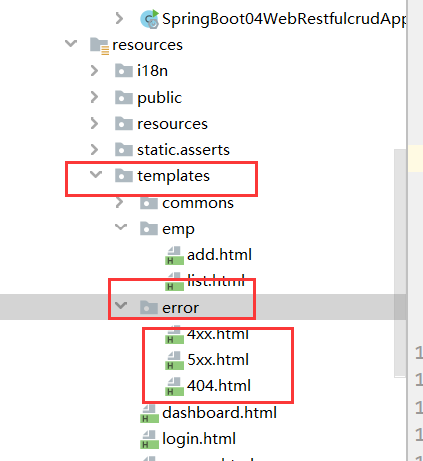 SpringBoot04WebRestfulcrudApp
resources
i18n
public
resources
static.asserts
templates
commons
emp
add.html
list.html
error
4xx.html
5xx.html
404.html
dashboard.html
login.html